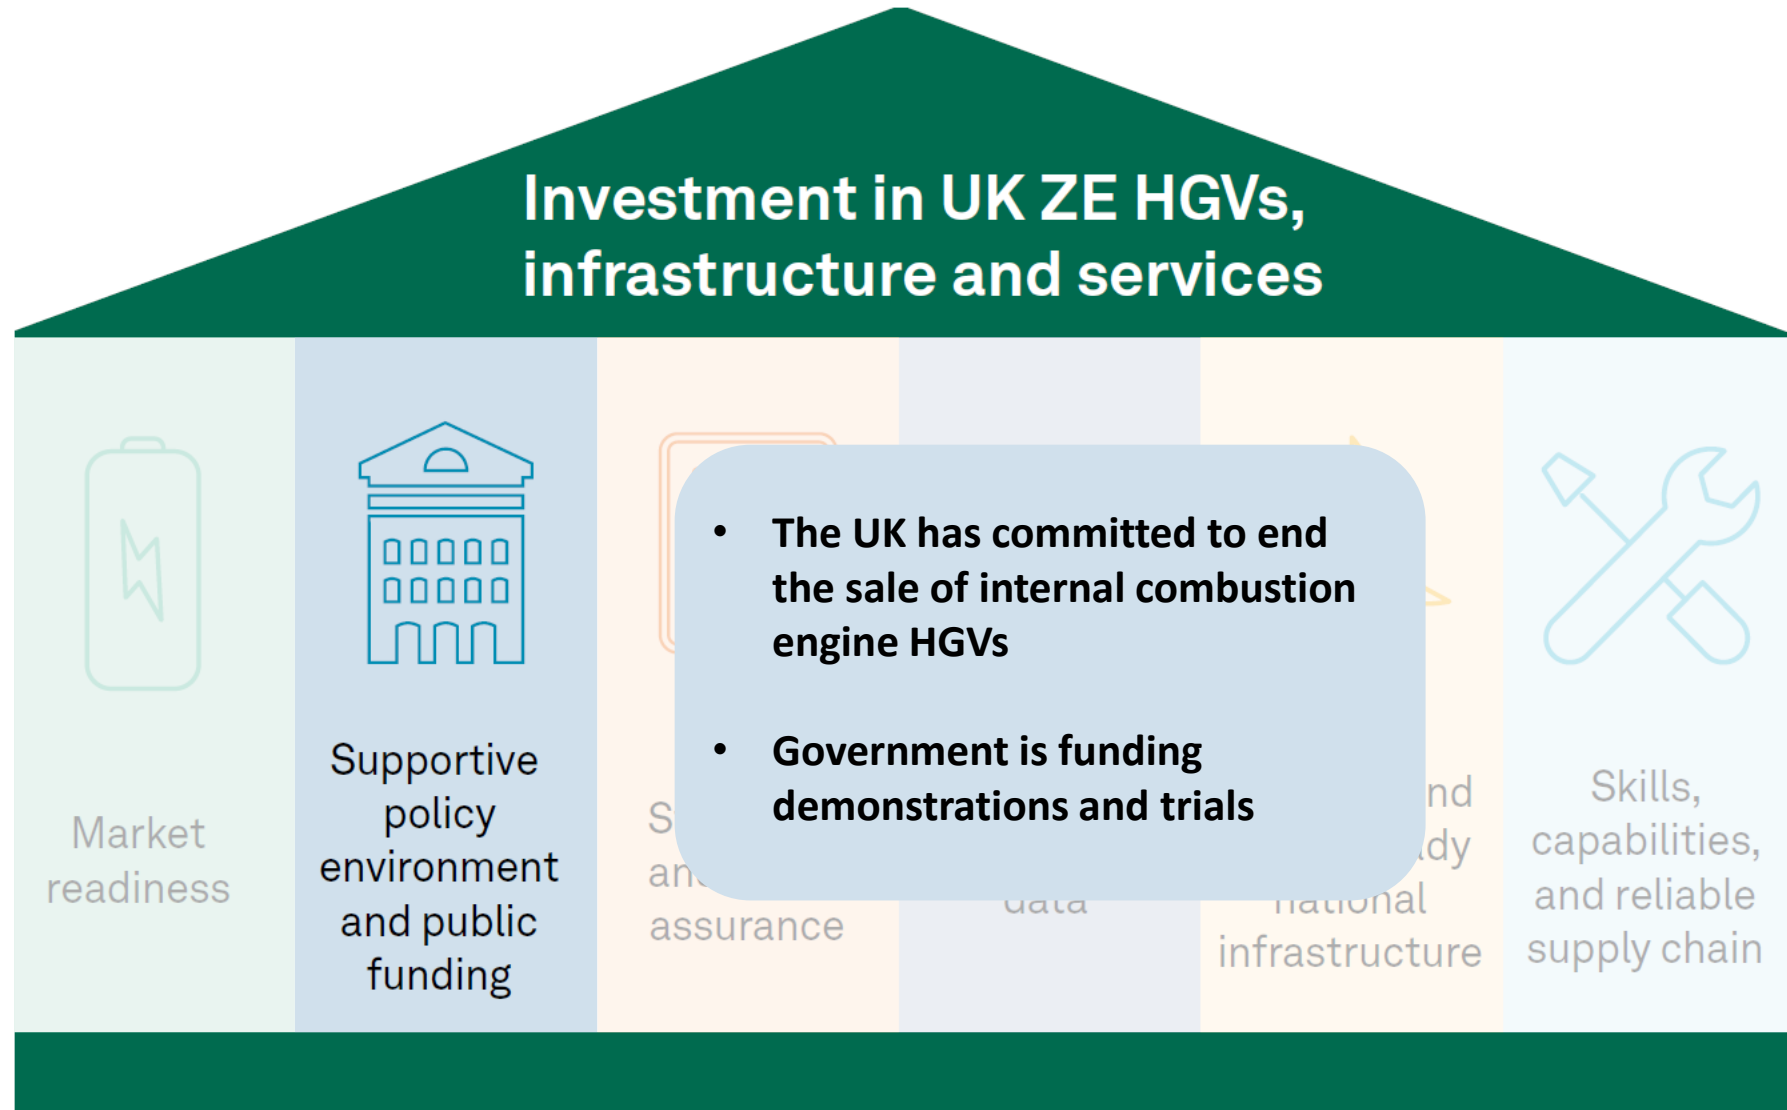 Investment in UK ZE HGVs,
infrastructure and services
Market
readiness
Supportive
policy
environment
and public
funding
assurance
data
national
infrastructure
Skills,
capabilities,
and reliable
supply chain
• The UK has committed to end
the sale of internal combustion
engine HGVs
• Government is funding
demonstrations and trials